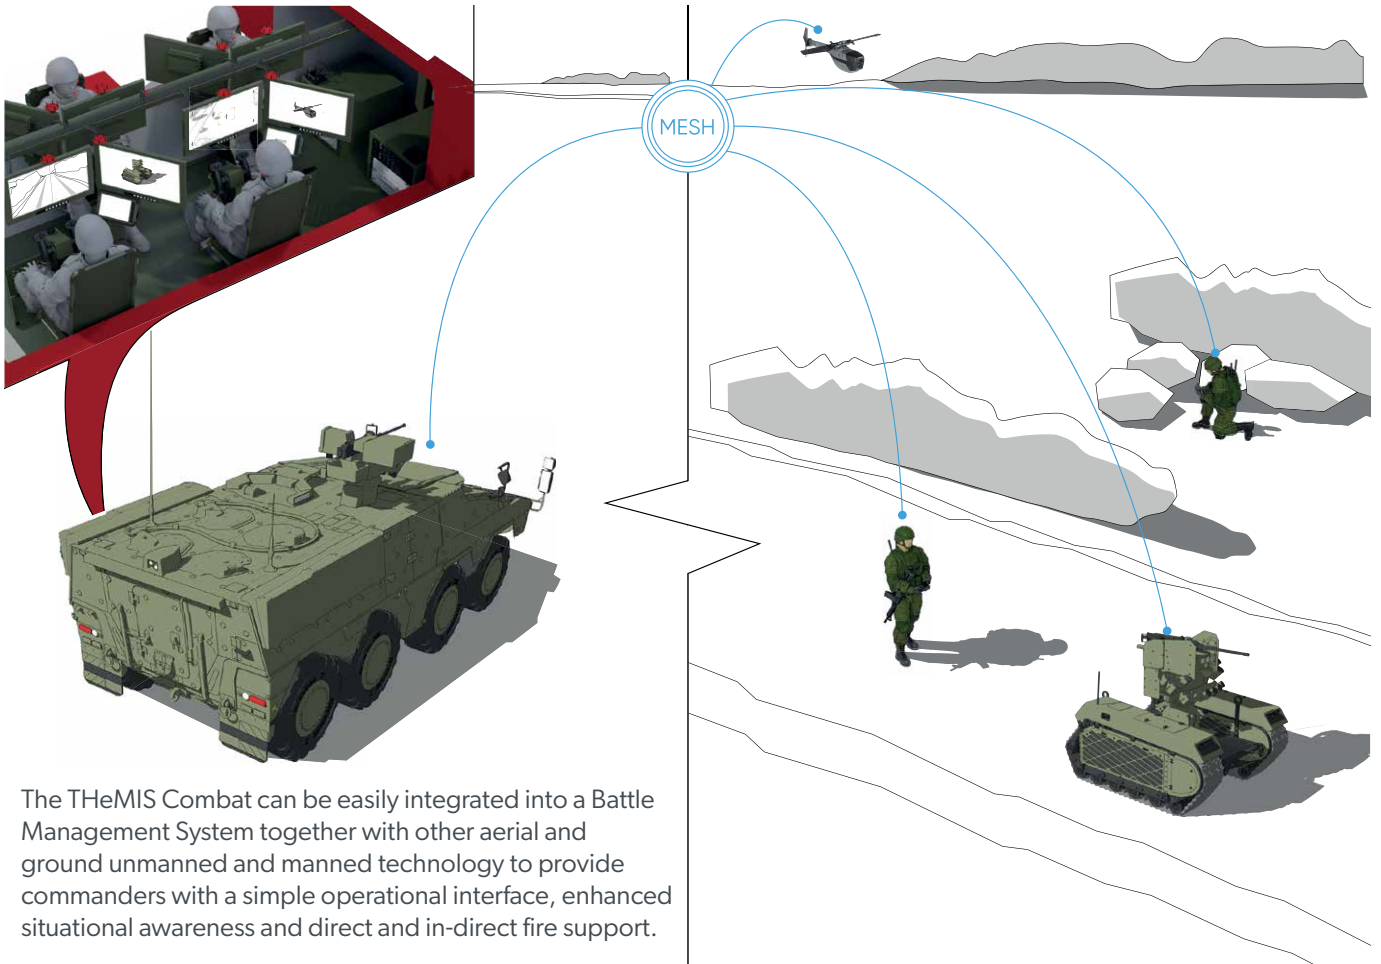 MESH
The THeMIS Combat can be easily integrated into a Battle
Management System together with other aerial and
ground unmanned and manned technology to provide
commanders with a simple operational interface, enhanced
situational awareness and direct and in-direct fire support.